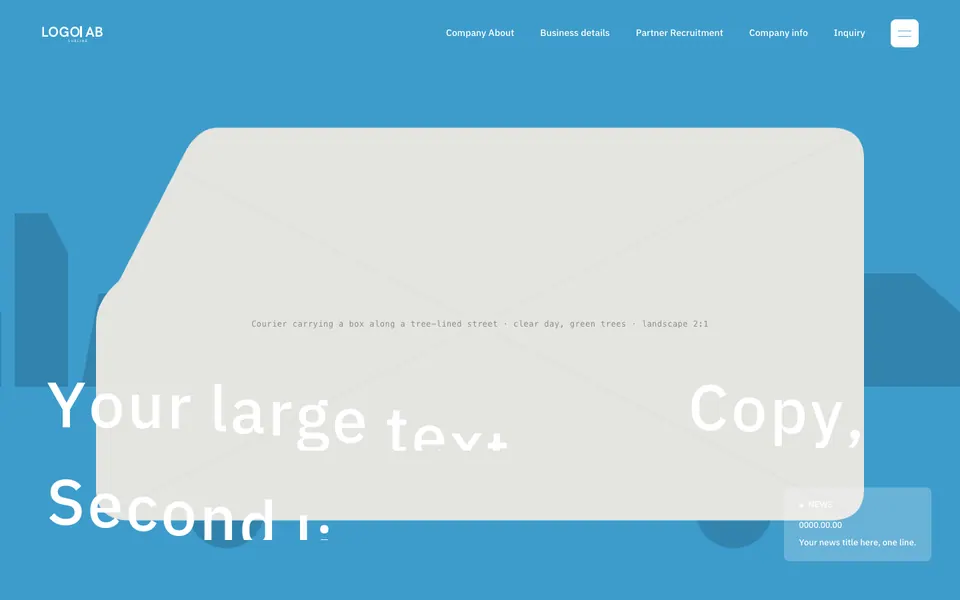 LOGOLAB
Company About
Business details
Partner Recruitment
Company info
Inquiry
Courier carrying a box along a tree-lined street · clear day, green trees · landscape 2:1
Your large text Copy,
Second
NEWS
0000.00.00
Your news title here, one line.